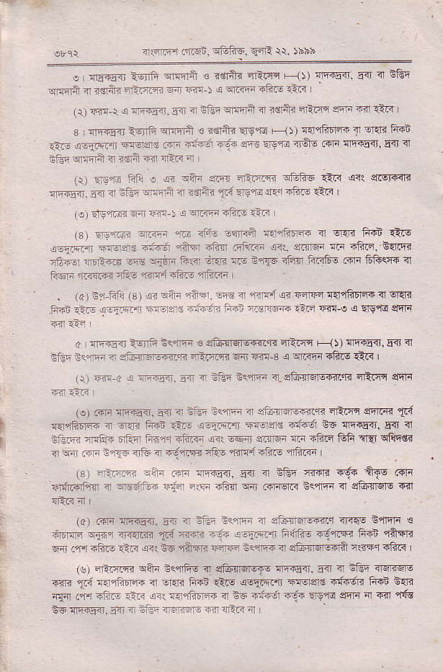 ৩৮৭২ বাংলাদেশ গেজেট, অতিরিক্ত, জুলাই ২২, ১৯৯৯
৩। মাদ্রকদ্রব্য ইত্যাদি আমদানী ও রপ্তানীর লাইসেন্স।—(১) মাদকদ্রব্য, দ্রব্য বা উদ্ভিদ
আমদানী বা রপ্তানীর লাইসেন্সের জন্য ফরম-১ এ আবেদন করিতে হইবে।
(২) ফরম-২ এ মাদকদ্রব্য, দ্রব্য বা উদ্ভিদ আমদানী বা রপ্তানীর লাইসেন্স প্রদান করা হইবে।
৪। মাদকদ্রব্য ইত্যাদি আমদানী ও রপ্তানীর ছাড়পত্র।—(১) মহাপরিচালক বা তাহার নিকট
হইতে এতদুদ্দেশ্যে ক্ষমতাপ্রাপ্ত কোন কর্মকর্তা কর্তৃক প্রদত্ত ছাড়পত্র ব্যতীত কোন মাদকদ্রব্য, দ্রব্য বা
উদ্ভিদ আমদানী বা রপ্তানী করা যাইবে না।
(২) ছাড়পত্র বিধি ৩ এর অধীন প্রদেয় লাইসেন্সের অতিরিক্ত হইবে এবং প্রত্যেকবার
মাদকদ্রব্য, দ্রব্য বা উদ্ভিদ আমদানী বা রপ্তানীর পূর্বে ছাড়পত্র গ্রহণ করিতে হইবে।
(৩) ছাড়পত্রের জন্য ফরম-১ এ আবেদন করিতে হইবে।
(৪) ছাড়পত্রের আবেদন পত্রে বর্ণিত তথ্যাবলী মহাপরিচালক বা তাহার নিকট হইতে
এতদুদ্দেশ্যে ক্ষমতাপ্রাপ্ত কর্মকর্তা পরীক্ষা করিয়া দেখিবেন এবং, প্রয়োজন মনে করিলে, উহাদের
সঠিকতা যাচাইকল্পে তদন্ত অনুষ্ঠান কিংবা তাঁহার মতে উপযুক্ত বলিয়া বিবেচিত কোন চিকিৎসক বা
বিজ্ঞান গবেষকের সহিত পরামর্শ করিতে পারিবেন।
(৫) উপ-বিধি (৪) এর অধীন পরীক্ষা, তদন্ত বা পরামর্শ এর ফলাফল মহাপরিচালক বা তাহার
নিকট হইতে এতদুদ্দেশ্যে ক্ষমতাপ্রাপ্ত কর্মকর্তার নিকট সন্তোষজনক হইলে ফরম-৩ এ ছাড়পত্র প্রদান
করা হইল।
৫। মাদকদ্রব্য ইত্যাদি উৎপাদন ও প্রক্রিয়াজাতকরণের লাইসেন্স।—(১) মাদকদ্রব্য, দ্রব্য বা
উদ্ভিদ উৎপাদন বা প্রক্রিয়াজাতকরণের লাইসেন্সের জন্য ফরম-৪ এ আবেদন করিতে হইবে।
(২) ফরম-৫ এ মাদকদ্রব্য, দ্রব্য বা উদ্ভিদ উৎপাদন বা প্রক্রিয়াজাতকরণের লাইসেন্স প্রদান
করা হইবে।
(৩) কোন মাদকদ্রব্য, দ্রব্য বা উদ্ভিদ উৎপাদন বা প্রক্রিয়াজাতকরণের লাইসেন্স প্রদানের পূর্বে
মহাপরিচালক বা তাহার নিকট হইতে এতদুদ্দেশ্যে ক্ষমতাপ্রাপ্ত কর্মকর্তা উক্ত মাদকদ্রব্য, দ্রব্য বা
উদ্ভিদের সামগ্রিক চাহিদা নিরূপণ করিবেন এবং তজ্জন্য প্রয়োজন মনে করিলে তিনি স্বাস্থ্য অধিদপ্তর
বা অন্য কোন উপযুক্ত ব্যক্তি বা কর্তৃপক্ষের সহিত পরামর্শ করিতে পারিবেন।
(৪) লাইসেন্সের অধীন কোন মাদকদ্রব্য, দ্রব্য বা উদ্ভিদ সরকার কর্তৃক স্বীকৃত কোন
ফার্মাকোপিয়া বা আন্তর্জাতিক ফর্মুলা লংঘন করিয়া অন্য কোনভাবে উৎপাদন বা প্রক্রিয়াজাত করা
যাইবে না।
(৫) কোন মাদকদ্রব্য, দ্রব্য বা উদ্ভিদ উৎপাদন বা প্রক্রিয়াজাতকরণে ব্যবহৃত উপাদান ও
কাঁচামাল অনুরূপ ব্যবহারের পূর্বে সরকার কর্তৃক এতদুদ্দেশ্যে নির্ধারিত কর্তৃপক্ষের নিকট পরীক্ষার
জন্য পেশ করিতে হইবে এবং উক্ত পরীক্ষার ফলাফল উৎপাদক বা প্রক্রিয়াজাতকারী সংরক্ষণ করিবে।
(৬) লাইসেন্সের অধীন উৎপাদিত বা প্রক্রিয়াজাতকৃত মাদকদ্রব্য, দ্রব্য বা উদ্ভিদ বাজারজাত
করার পূর্বে মহাপরিচালক বা তাহার নিকট হইতে এতদুদ্দেশ্যে ক্ষমতাপ্রাপ্ত কর্মকর্তার নিকট উহার
নমুনা পেশ করিতে হইবে এবং মহাপরিচালক বা উক্ত কর্মকর্তা কর্তৃক ছাড়পত্র প্রদান না করা পর্যন্ত
উক্ত মাদকদ্রব্য, দ্রব্য বা উদ্ভিদ বাজারজাত করা যাইবে না।